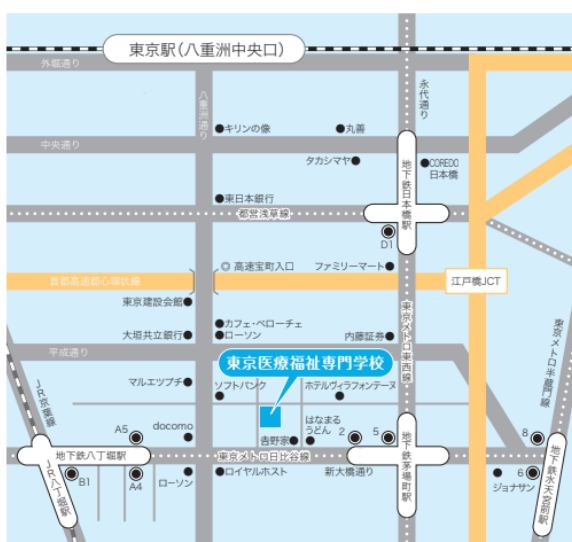 東京駅(八重洲中央口)
外堀通り
八重洲通り
永代通り
●キリンの像
●丸善
中央通り
タカシマヤ●
●COREDO
日本橋
地下鉄日本橋駅
●東日本銀行
都営浅草線
D1
◎ 高速宝町入口
ファミリーマート●
首都高速都心環状線
江戸橋JCT
東京建設会館●
●カフェ・ベローチェ
大垣共立銀行●
●ローソン
内藤証券●
東京メトロ東西線
東京メトロ半蔵門線
平成通り
東京医療福祉専門学校
マルエツプチ●
ソフトバンク
ホテルヴィラフォンテーヌ
JR京葉線
A5
docomo
吉野家●
はなまる
うどん
2
5
8
地下鉄八丁堀駅
東京メトロ日比谷線
地下鉄茅場町駅
地下鉄水天宮前駅
JR八丁堀駅
B1
A4
ローソン
●ロイヤルホスト
新大橋通り
6
ジョナサン